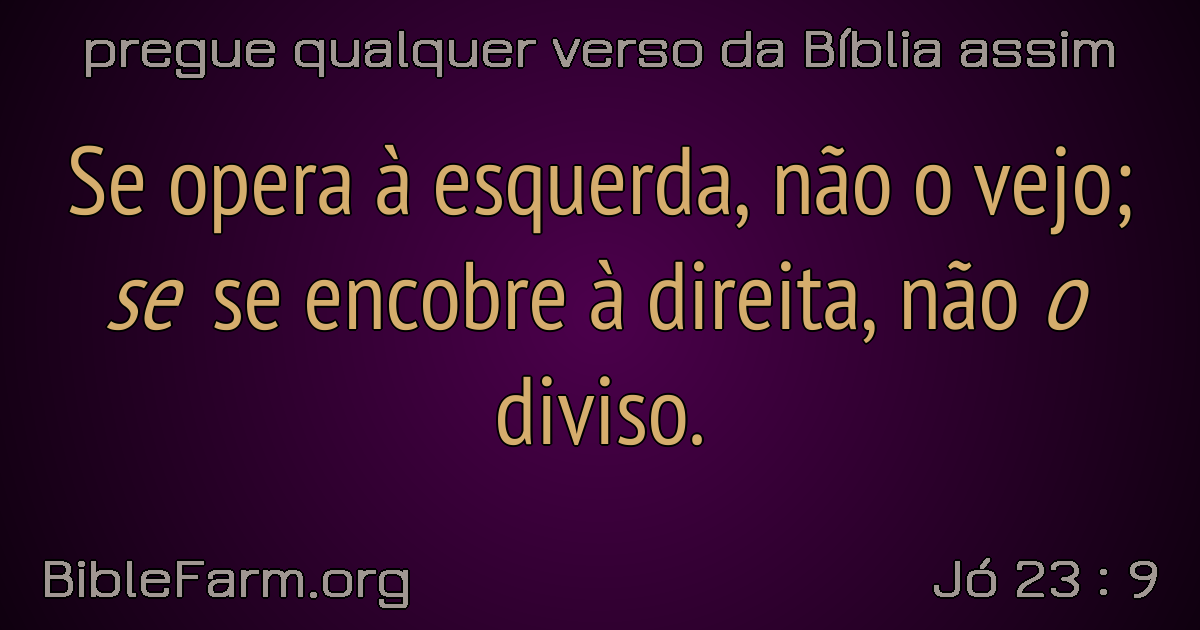 pregue qualquer verso da Bíblia assim
Se opera à esquerda, não o vejo;
se se encobre à direita, não o
diviso.
BibleFarm.org
Jó 23 : 9